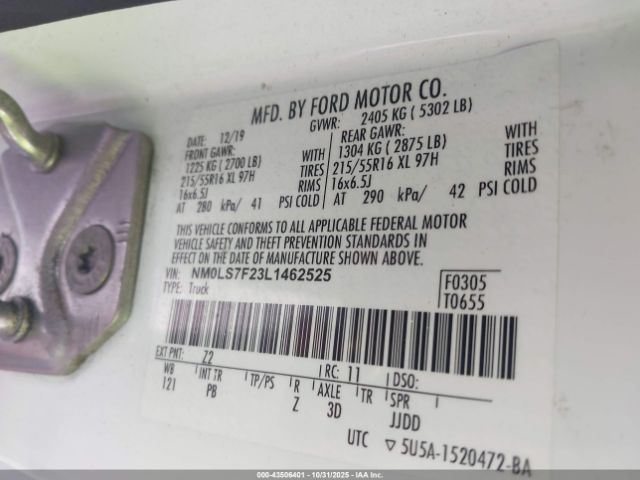 MFD. BY FORD MOTOR CO.
DATE: 12/19 GVWR: 2405 KG ( 5302 LB)
FRONT GAWR: REAR GAWR:
1225 KG ( 2700 LB) WITH 1304 KG ( 2875 LB) WITH
215/55R16 XL 97H TIRES 215/55R16 XL 97H TIRES
16x6.5J RIMS 16x6.5J RIMS
AT 280 kPa/ 41 PSI COLD AT 290 kPa/ 42 PSI COLD
THIS VEHICLE CONFORMS TO ALL APPLICABLE FEDERAL MOTOR
VEHICLE SAFETY AND THEFT PREVENTION STANDARDS IN
EFFECT ON THE DATE OF MANUFACTURE SHOWN ABOVE.
VIN: NM0LS7F23L1462525 F0305
TYPE: Truck T0655
EXT PNT: Z2 RC: 11 DSO:
WB INT TR TP/PS R AXLE TR SPR
121 PB Z 3D JJDD
UTC ▽5U5A-1520472-BA
000-43506401 - 10/31/2025 - COPART.COM